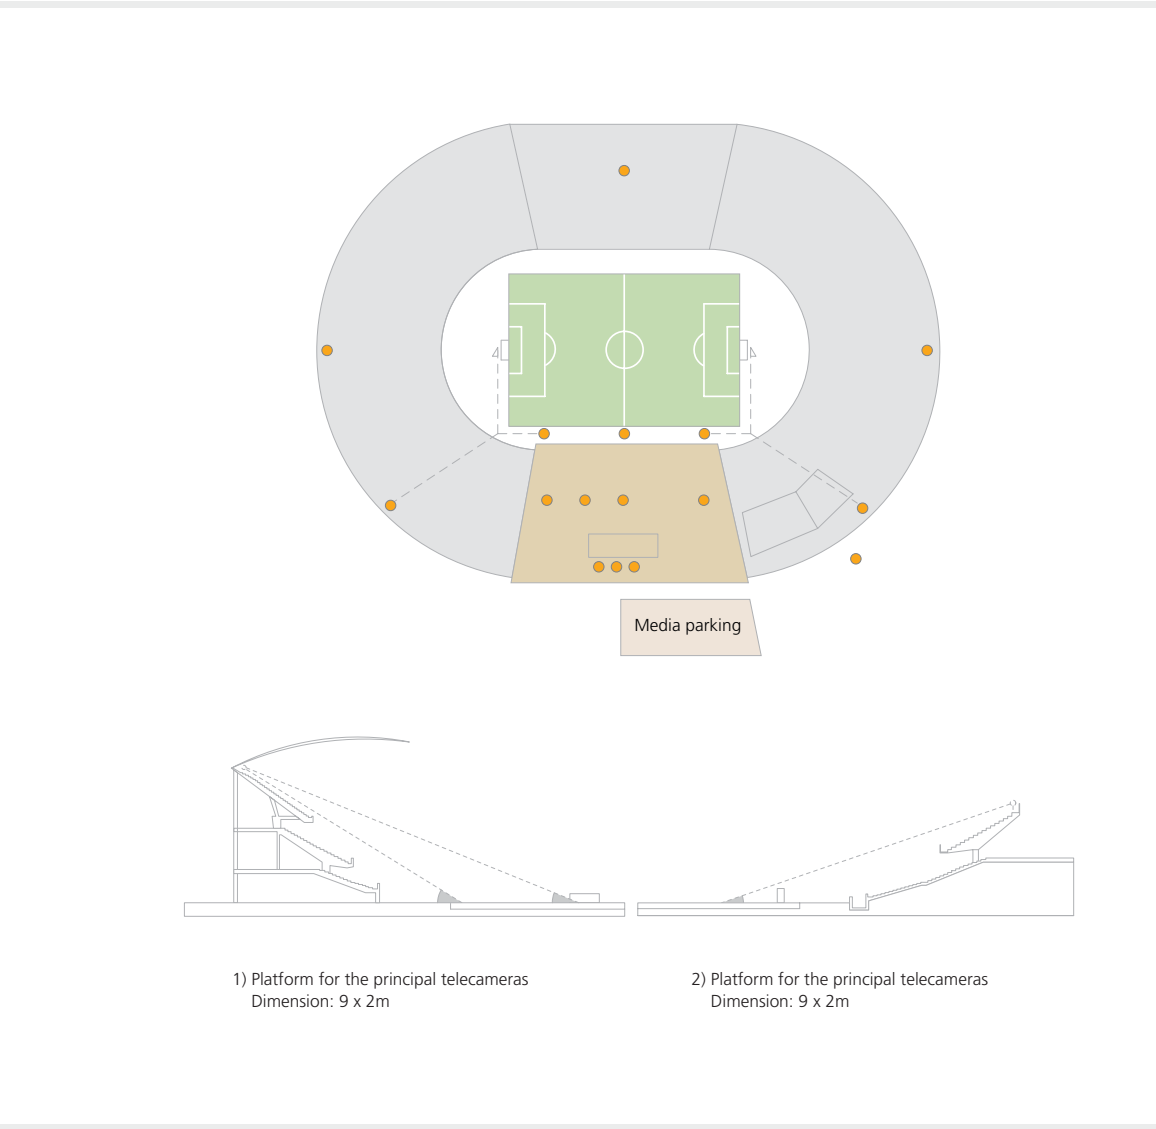 Media parking
1) Platform for the principal telecameras
Dimension: 9 x 2m
2) Platform for the principal telecameras
Dimension: 9 x 2m